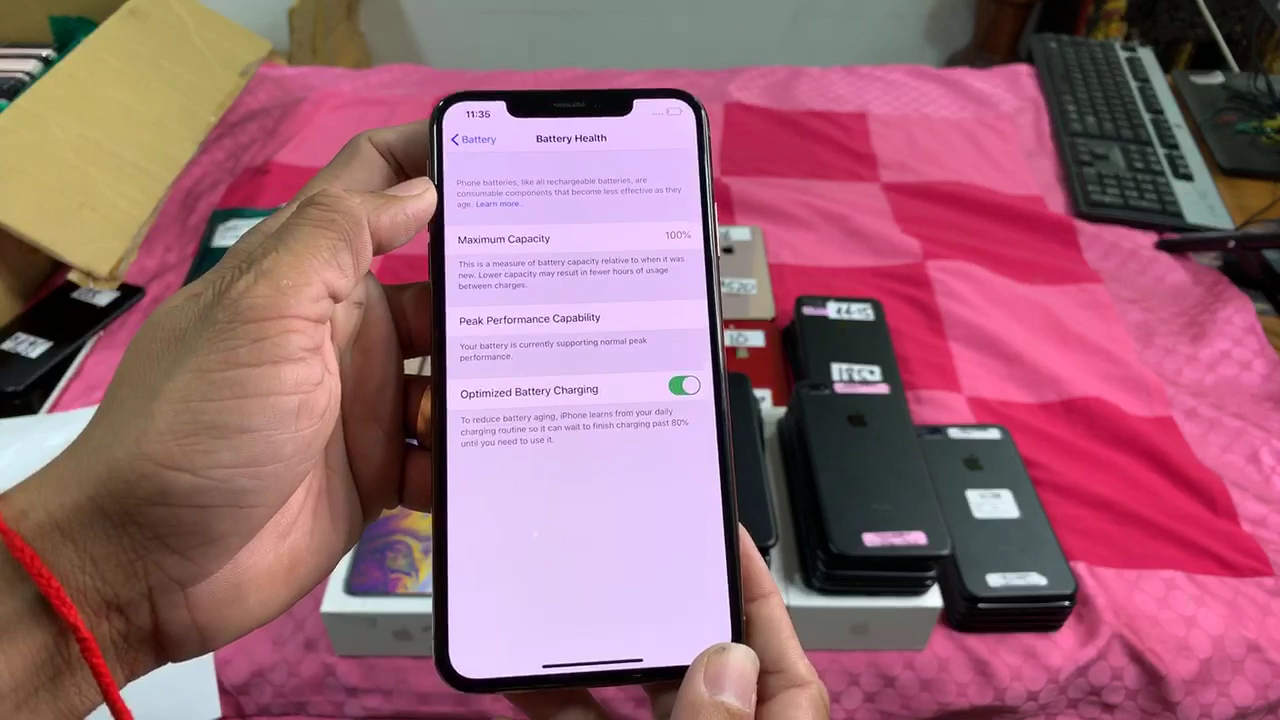 11:35
Battery
Battery Health
Phone batteries, like all rechargeable batteries, are
consumable components that become less effective as they
age. Learn more..
Maximum Capacity 100%
This is a measure of battery capacity relative to when it was
new. Lower capacity may result in fewer hours of usage
between charges.
Peak Performance Capability
Your battery is currently supporting normal peak
performance.
Optimized Battery Charging
To reduce battery aging, iPhone learns from your daily
charging routine so it can wait to finish charging past 80%
until you need to use it.